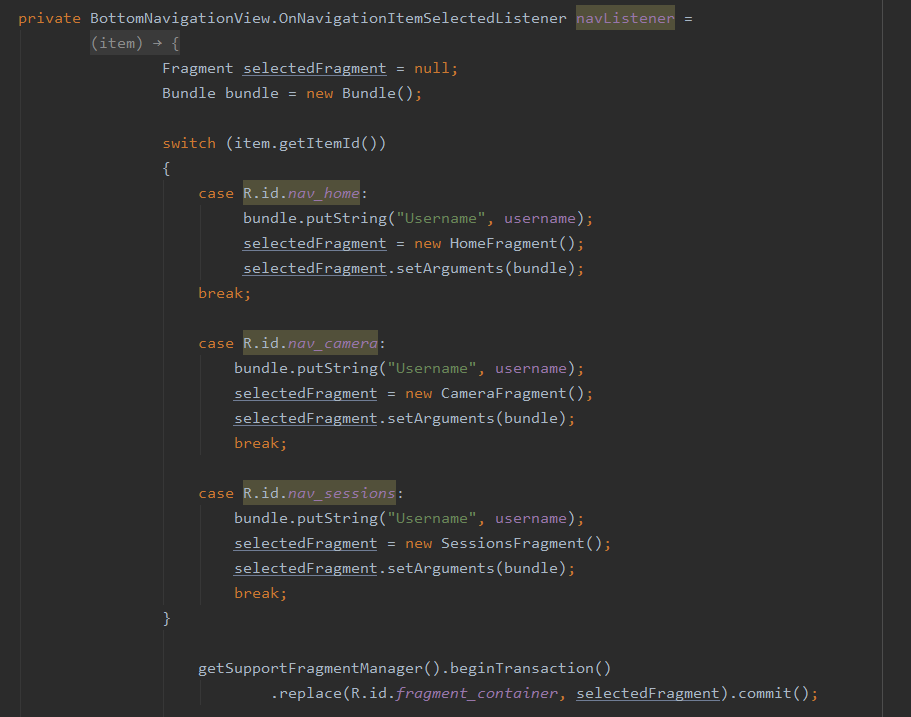 private BottomNavigationView.OnNavigationItemSelectedListener navListener =
(item) → {
Fragment selectedFragment = null;
Bundle bundle = new Bundle();
switch (item.getItemId())
{
case R.id.nav_home:
bundle.putString("Username", username);
selectedFragment = new HomeFragment();
selectedFragment.setArguments(bundle);
break;
case R.id.nav_camera:
bundle.putString("Username", username);
selectedFragment = new CameraFragment();
selectedFragment.setArguments(bundle);
break;
case R.id.nav_sessions:
bundle.putString("Username", username);
selectedFragment = new SessionsFragment();
selectedFragment.setArguments(bundle);
break;
}
getSupportFragmentManager().beginTransaction()
.replace(R.id.fragment_container, selectedFragment).commit();